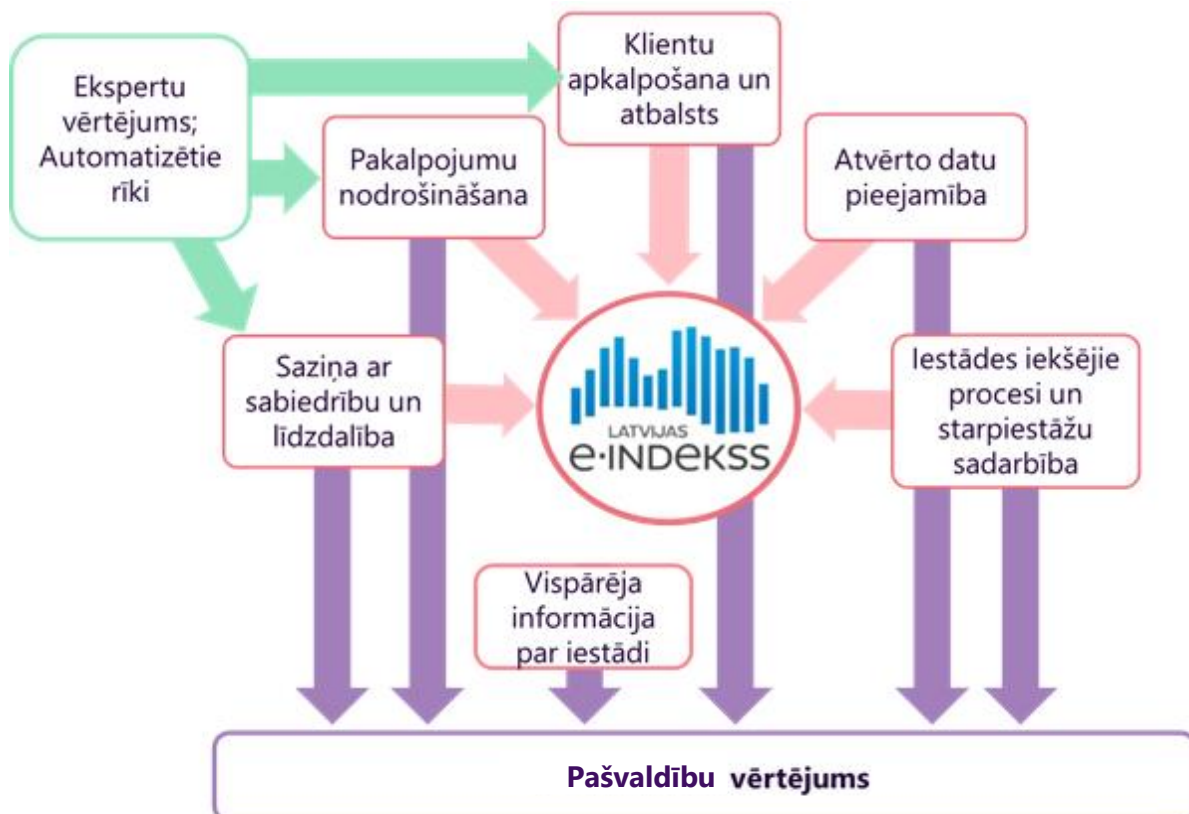 Ekspertu
vērtējums;
Automatizētie
rīki
Klientu
apkalpošana un
atbalsts
Pakalpojumu
nodrošināšana
Atvērto datu
pieejamība
Saziņa ar
sabiedrību un
līdzdalība
LATVIJAS
e·INDeKSS
Iestādes iekšējie
procesi un
starpiestāžu
sadarbība
Vispārēja
informācija
par iestādi
Pašvaldību vērtējums